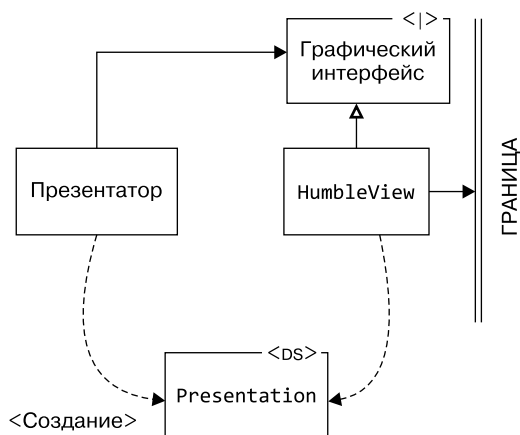 <|>
Графический
интерфейс
Презентатор
HumbleView
ГРАНИЦА
<DS>
Presentation
<Создание>